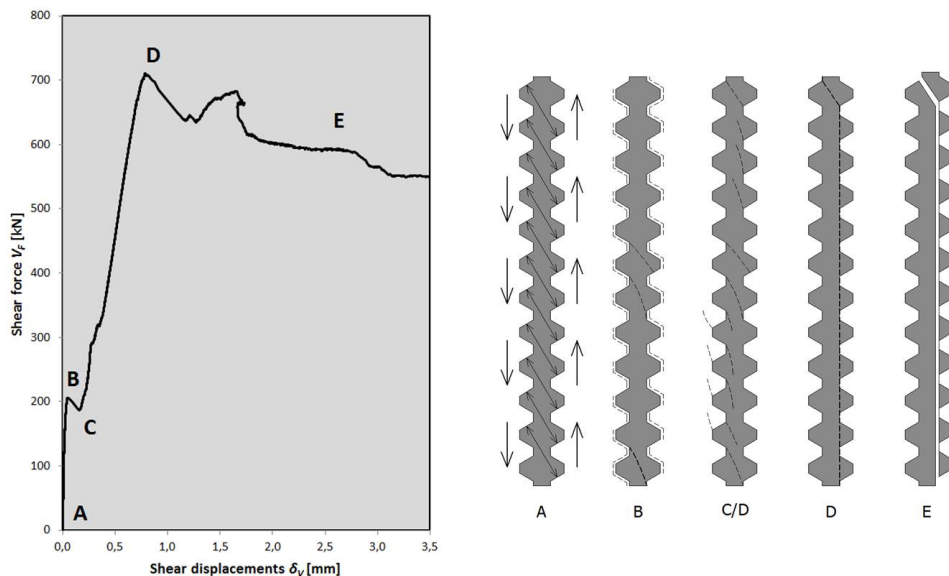 800
700
600
500
400
300
200
100
0
Shear force V_F [kN]
A
B
C
D
E
0,0 0,5 1,0 1,5 2,0 2,5 3,0 3,5
Shear displacements δ_V [mm]
A B C/D D E